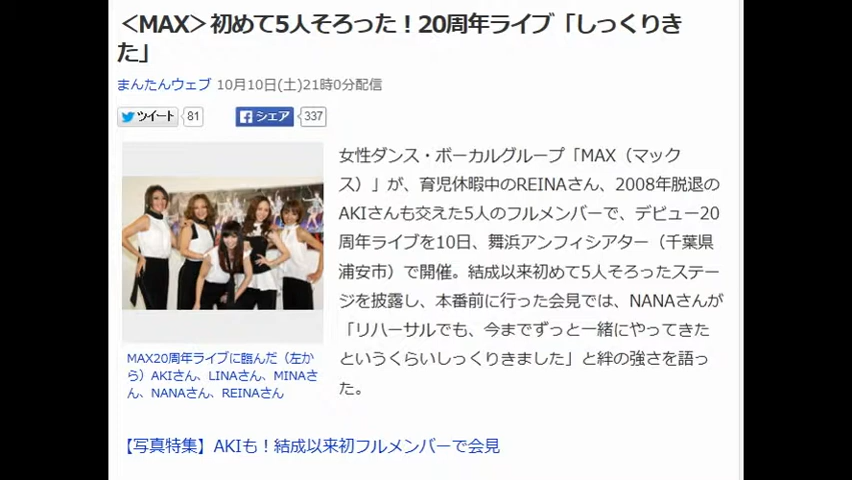 ＜MAX＞初めて5人そろった！20周年ライブ「しっくりき
た」
まんたんウェブ 10月10日(土)21時0分配信
ツイート 81 シェア 337
女性ダンス・ボーカルグループ「MAX（マック
ス）」が、育児休暇中のREINAさん、2008年脱退の
AKIさんも交えた5人のフルメンバーで、デビュー20
周年ライブを10日、舞浜アンフィシアター（千葉県
浦安市）で開催。結成以来初めて5人そろったステー
ジを披露し、本番前に行った会見では、NANAさんが
「リハーサルでも、今までずっと一緒にやってきた
というくらいしっくりきました」と絆の強さを語っ
た。
MAX20周年ライブに臨んだ（左か
ら）AKIさん、LINAさん、MINAさ
ん、NANAさん、REINAさん
【写真特集】AKIも！結成以来初フルメンバーで会見